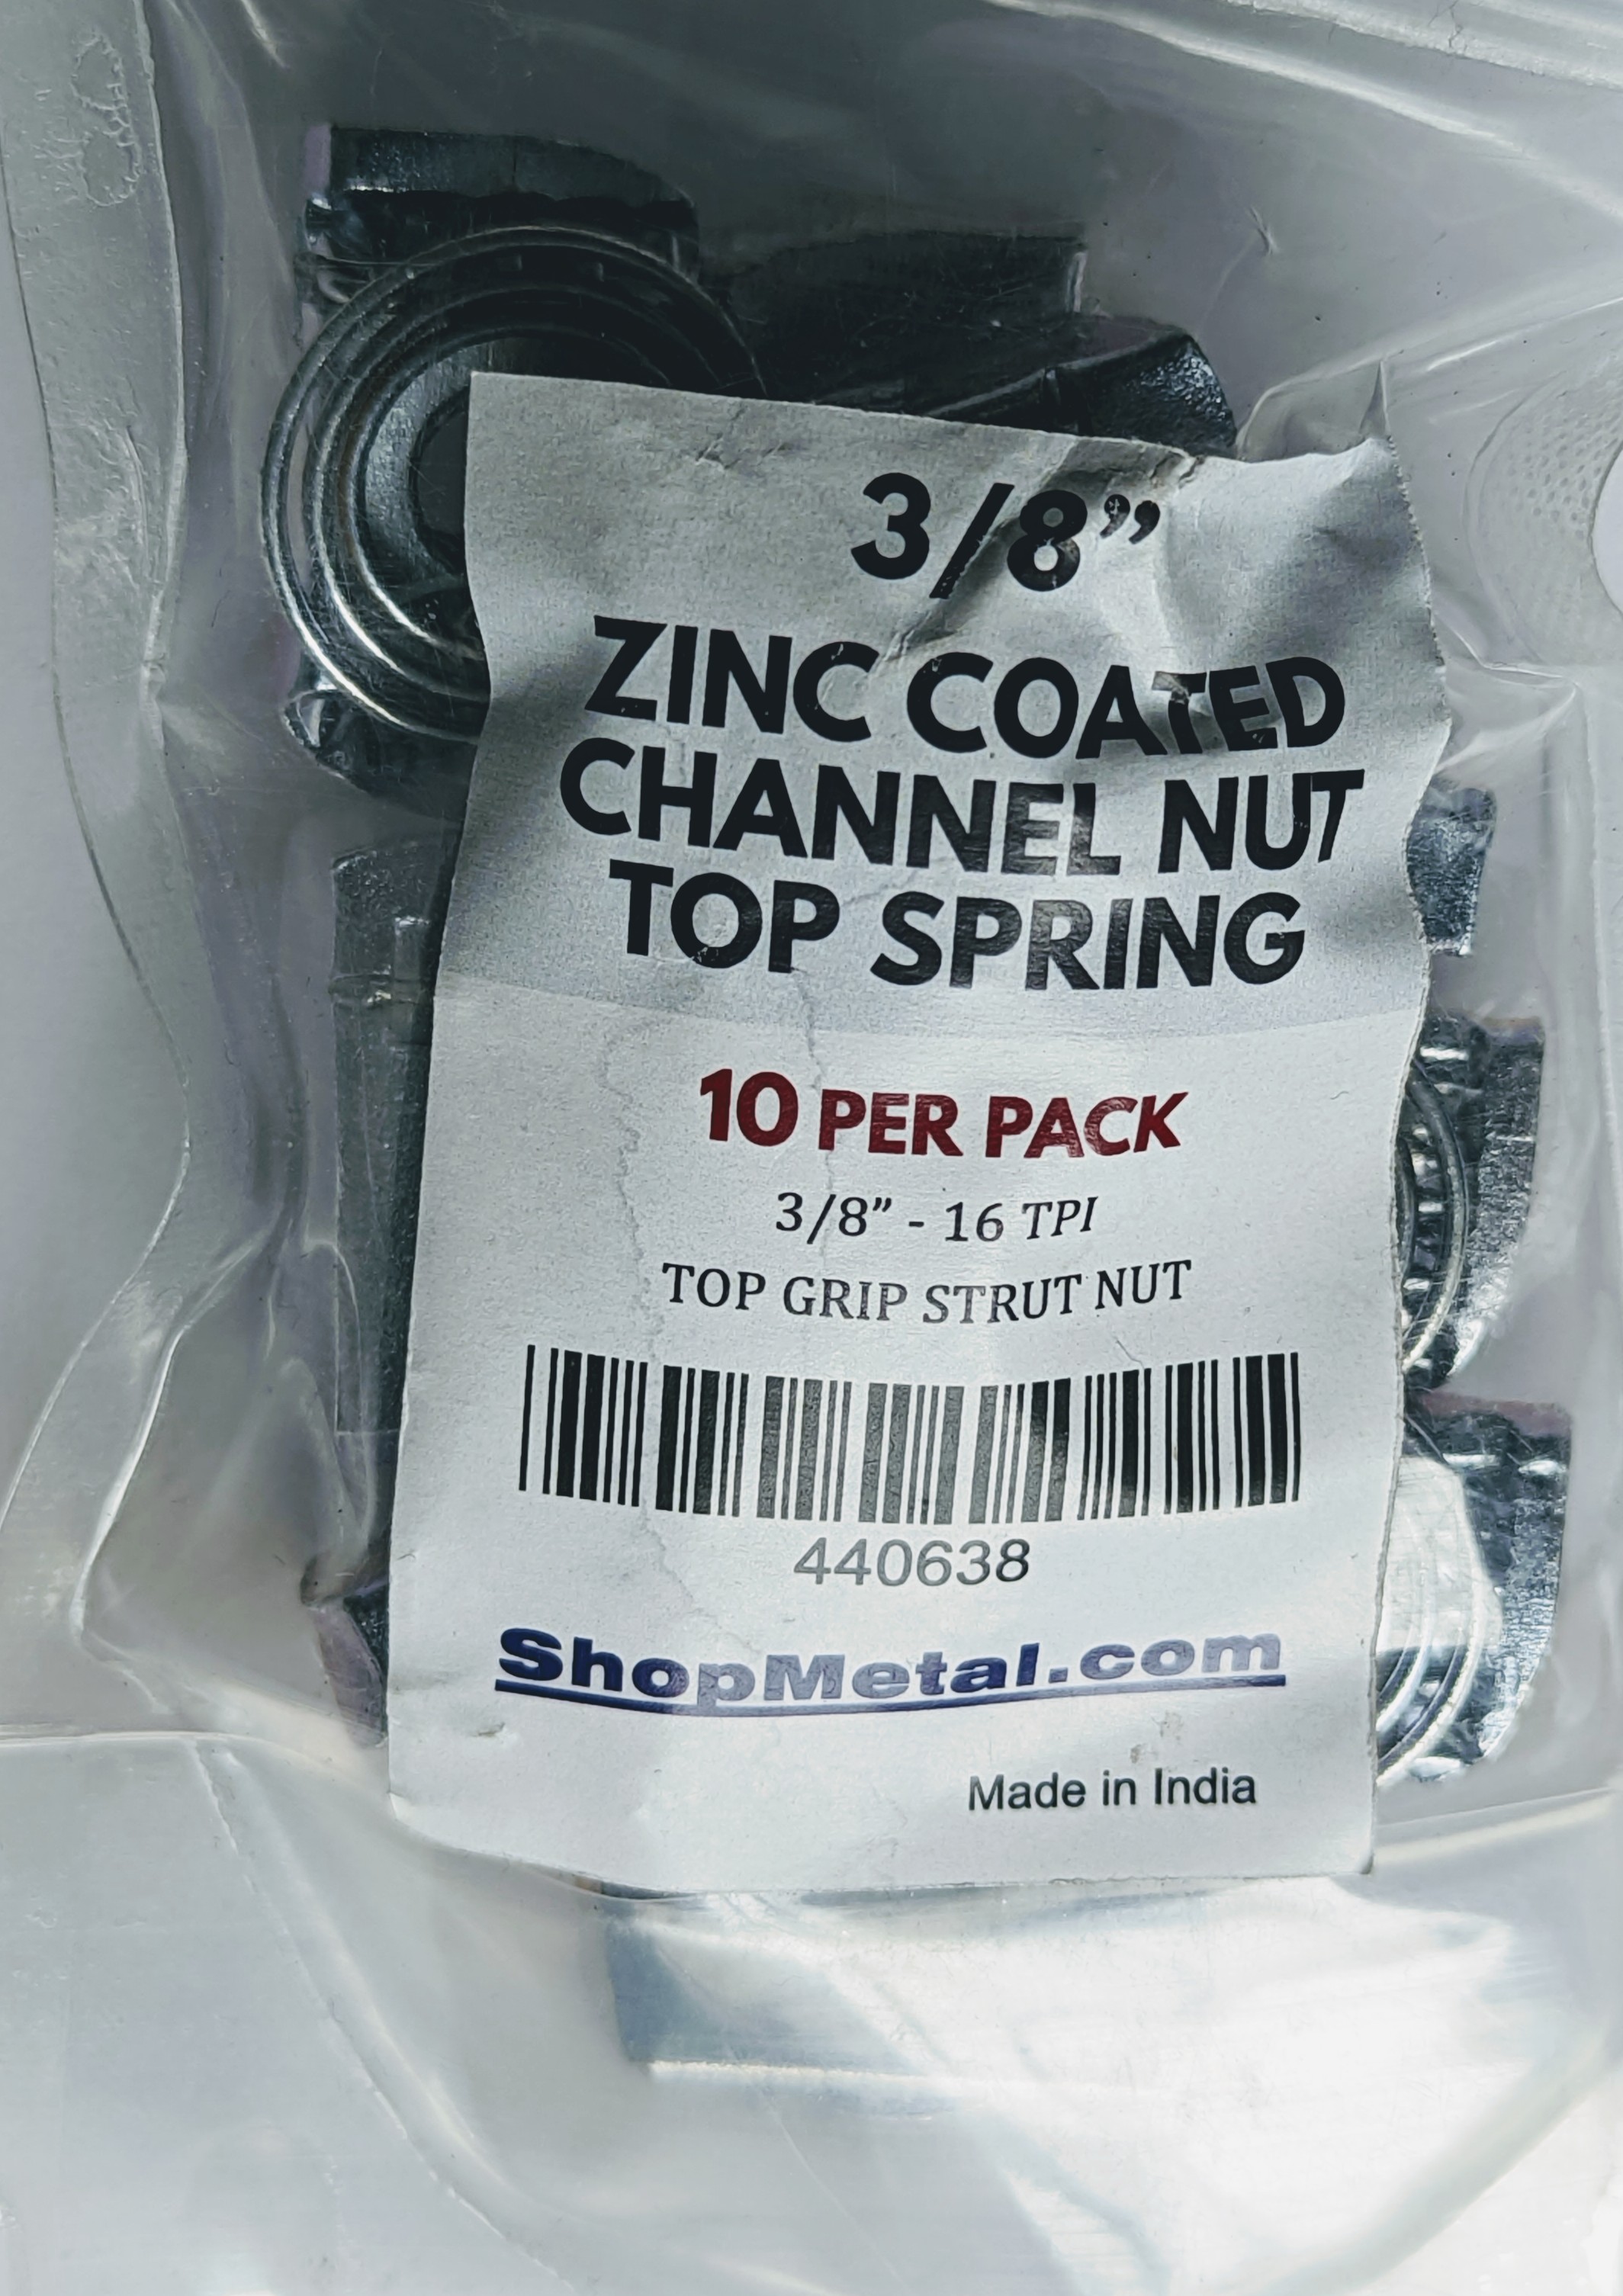 3/8”
ZINC COATED
CHANNEL NUT
TOP SPRING
10 PER PACK
3/8” - 16 TPI
TOP GRIP STRUT NUT
440638
ShopMetal.com
Made in India